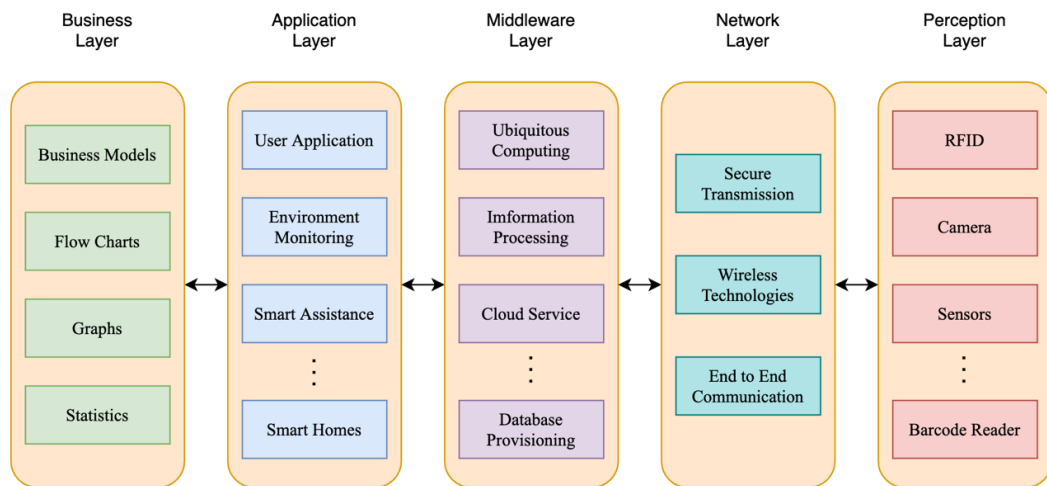 Business
Layer
Application
Layer
Middleware
Layer
Network
Layer
Perception
Layer
Business Models
Flow Charts
Graphs
Statistics
User Application
Environment
Monitoring
Smart Assistance
Smart Homes
Ubiquitous
Computing
Imformation
Processing
Cloud Service
Database
Provisioning
Secure
Transmission
Wireless
Technologies
End to End
Communication
RFID
Camera
Sensors
Barcode Reader